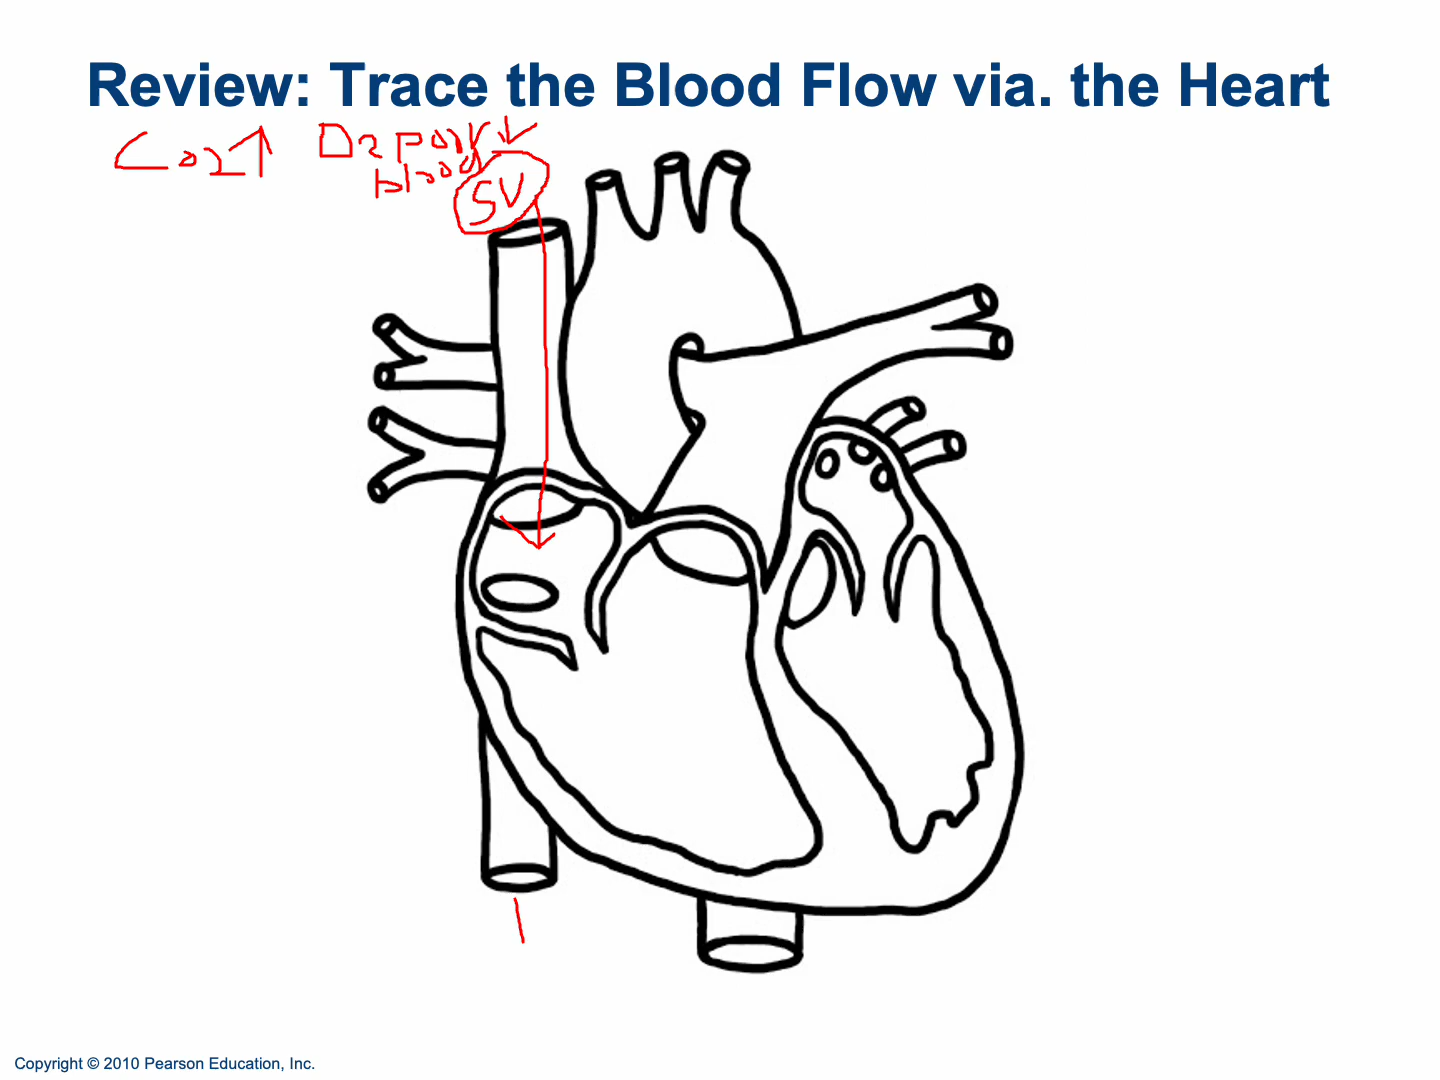 Review: Trace the Blood Flow via. the Heart
Co2↑ O2 poor ↓
blood
SV
Copyright © 2010 Pearson Education, Inc.